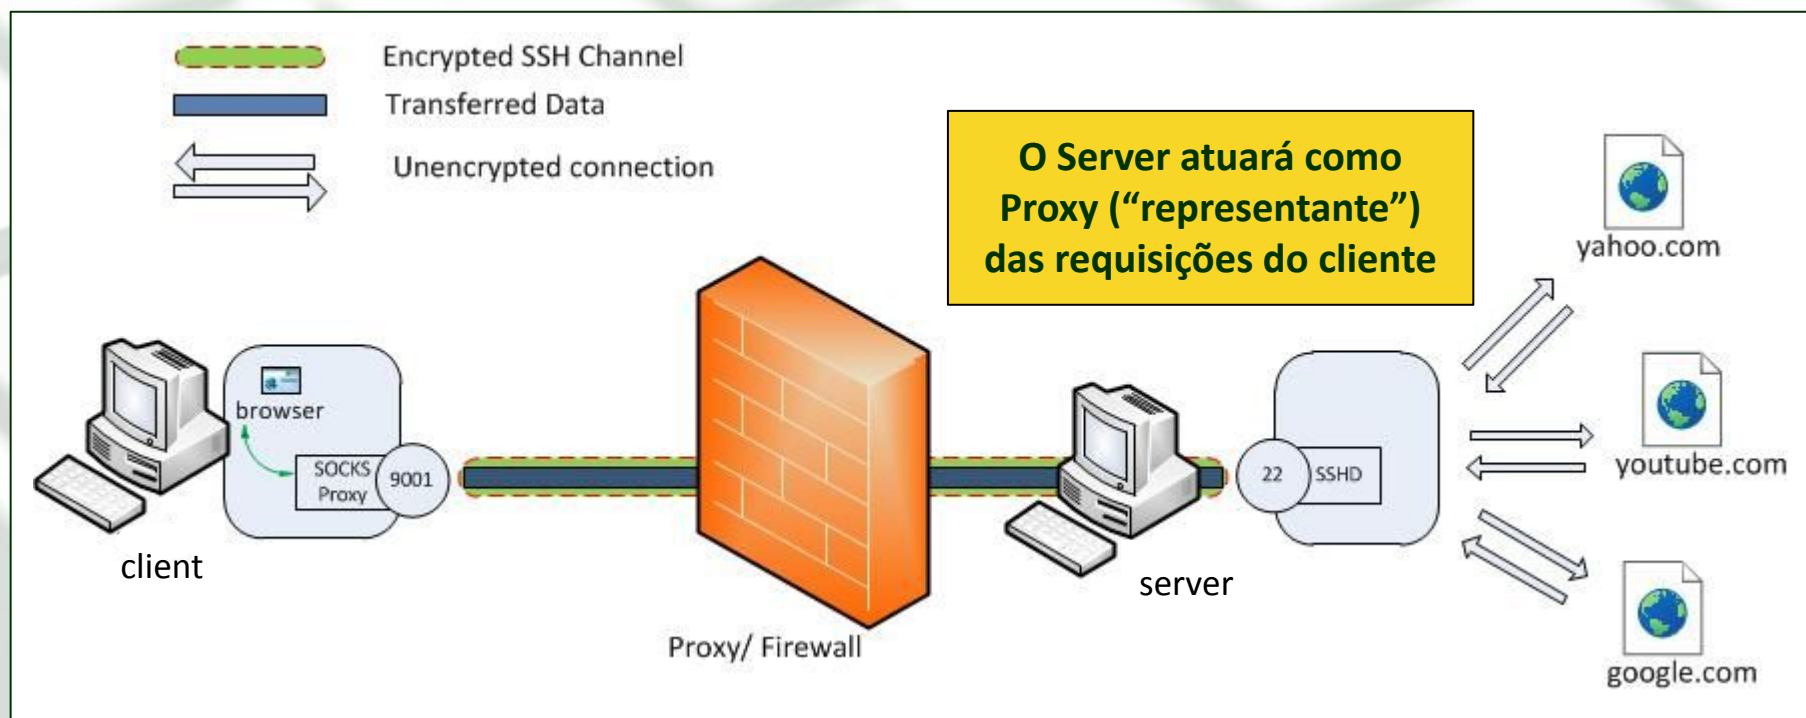 Encrypted SSH Channel
Transferred Data
Unencrypted connection
O Server atuará como
Proxy (“representante”)
das requisições do cliente
yahoo.com
browser
SOCKS
Proxy
9001
22
SSHD
youtube.com
client
server
Proxy/ Firewall
google.com